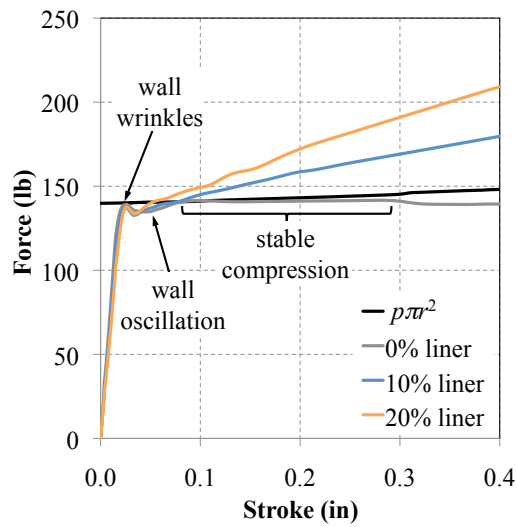 250
200
150
100
50
0
Force (lb)
wall
wrinkles
wall
oscillation
stable
compression
pπr²
0% liner
10% liner
20% liner
0.0 0.1 0.2 0.3 0.4
Stroke (in)